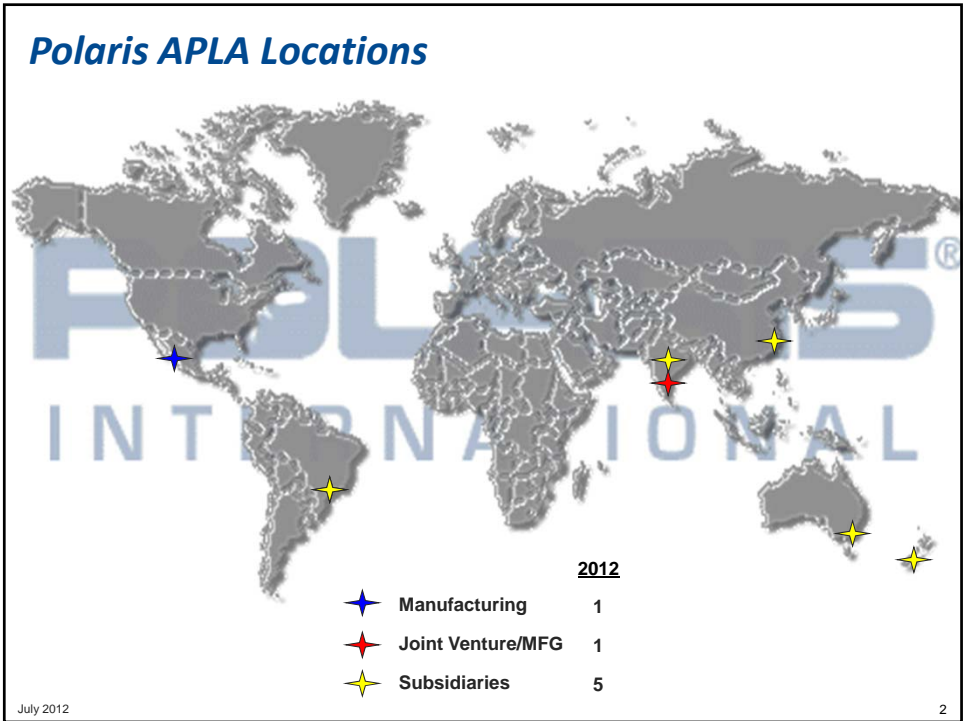 Polaris APLA Locations
POLARIS®
INTERNATIONAL
2012
Manufacturing 1
Joint Venture/MFG 1
Subsidiaries 5
July 2012
2